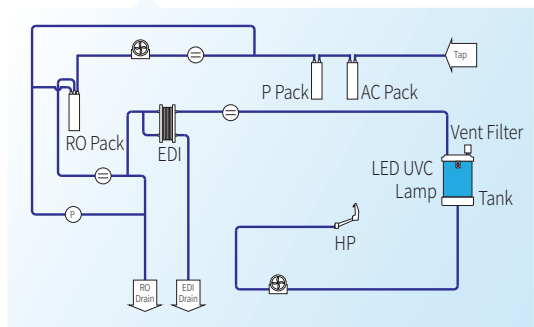 Tap
P Pack
AC Pack
RO Pack
EDI
Vent Filter
LED UVC
Lamp
Tank
P
HP
RO
Drain
EDI
Drain